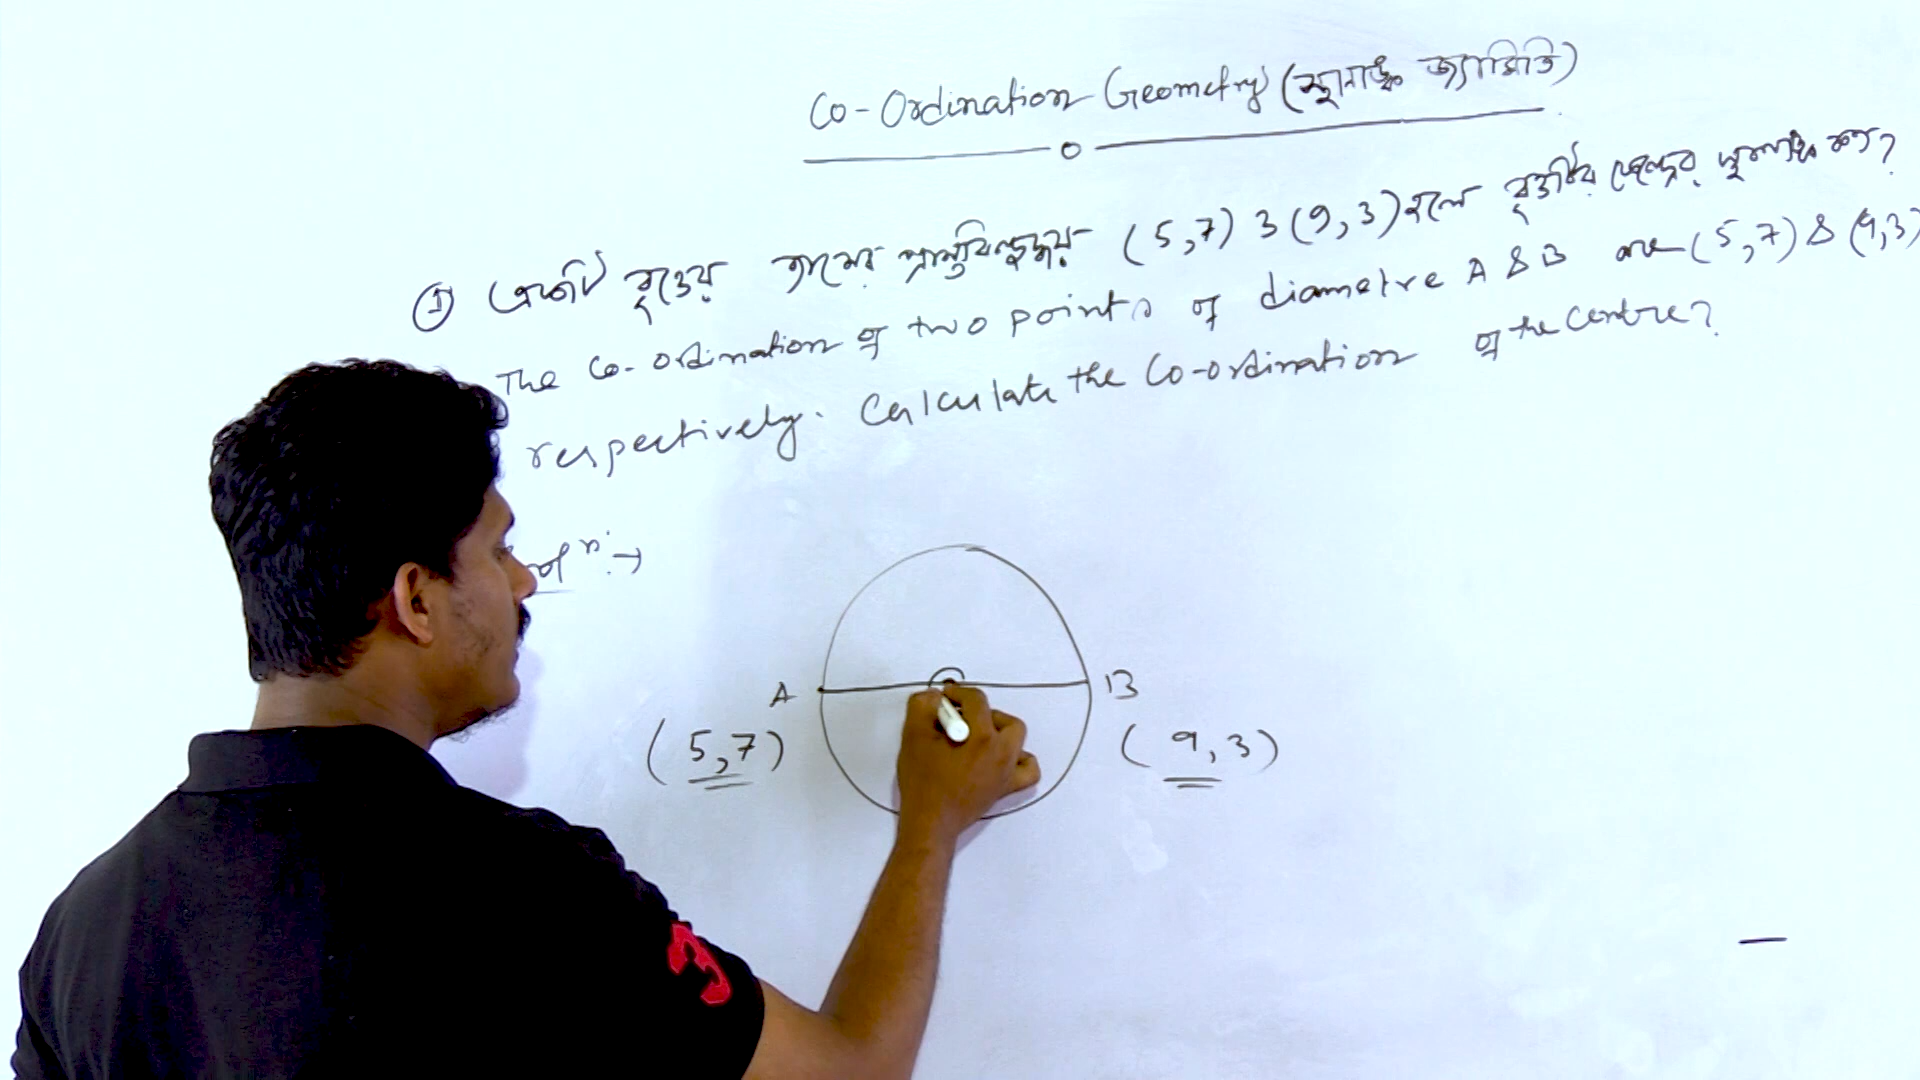 Co-Ordination Geometry (স্থানাঙ্ক জ্যামিতি)
① একটি বৃত্তের ব্যাসের প্রান্তবিন্দুদ্বয় (5,7) ও (9,3) হলে বৃত্তটির কেন্দ্রের স্থানাঙ্ক কত?
The Co-ordination of two points of diametre A & B are (5,7) & (9,3)
respectively. Calculate the Co-ordination of the Centre?
A B
(5,7) (9,3)
3